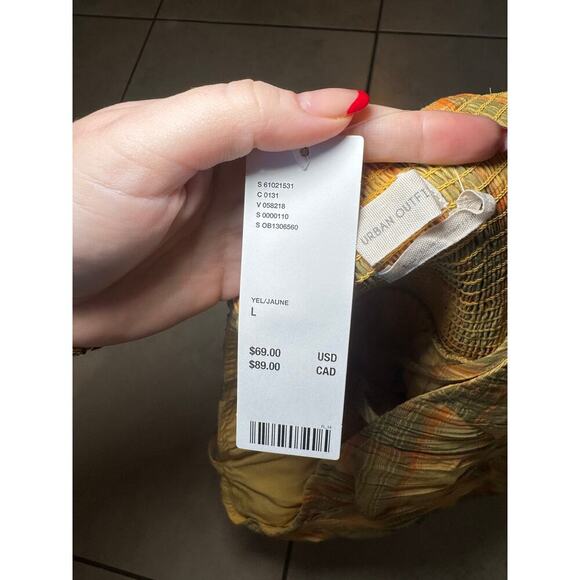 S 61021531
C 0131
V 058218
S 0000110
S OB1306560
YEL/JAUNE
L
$69.00 USD
$89.00 CAD
URBAN OUTFI